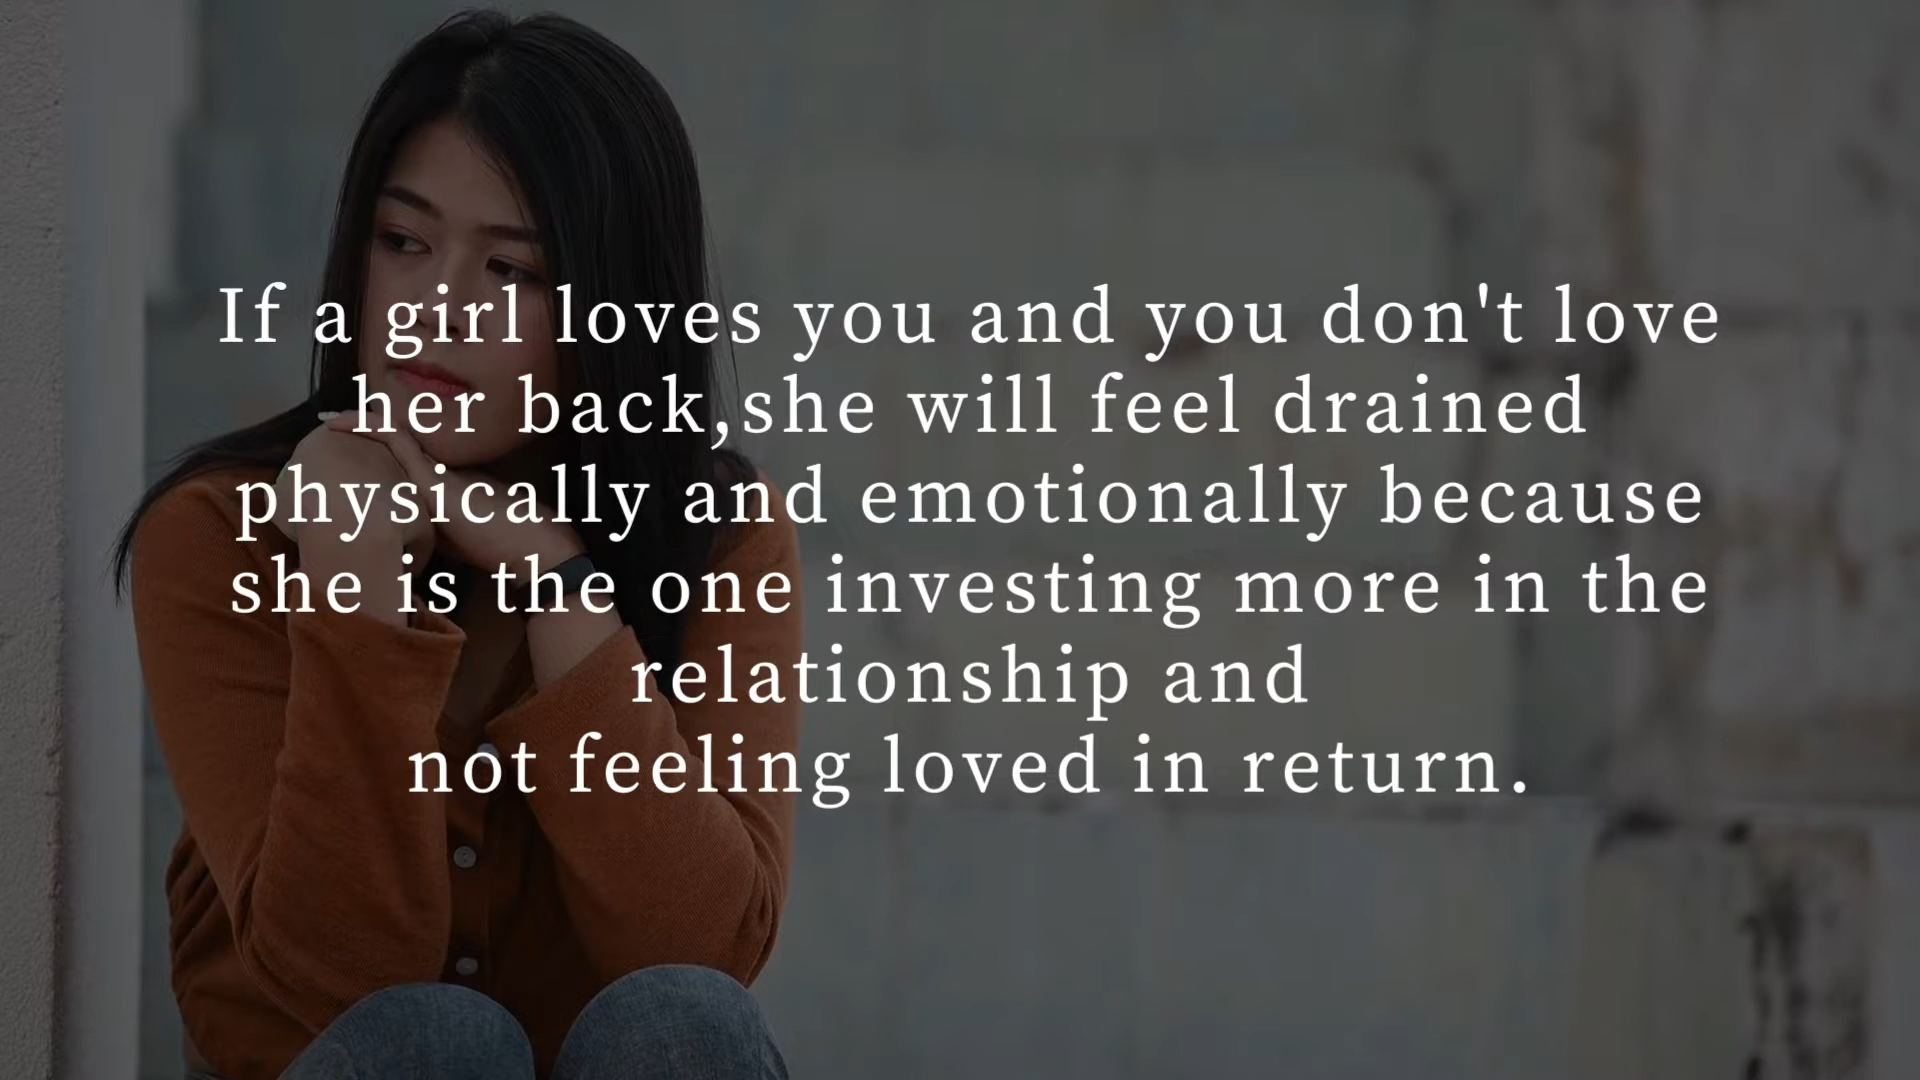 If a girl loves you and you don't love
her back,she will feel drained
physically and emotionally because
she is the one investing more in the
relationship and
not feeling loved in return.